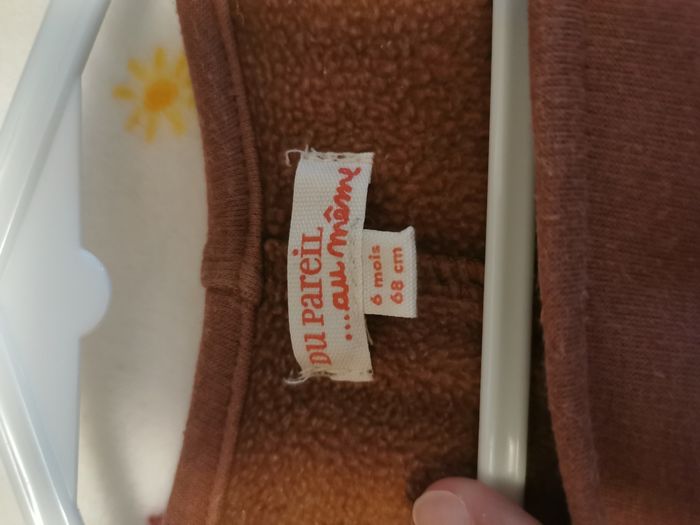 DU PareiL
...au même
6 mois
68 cm